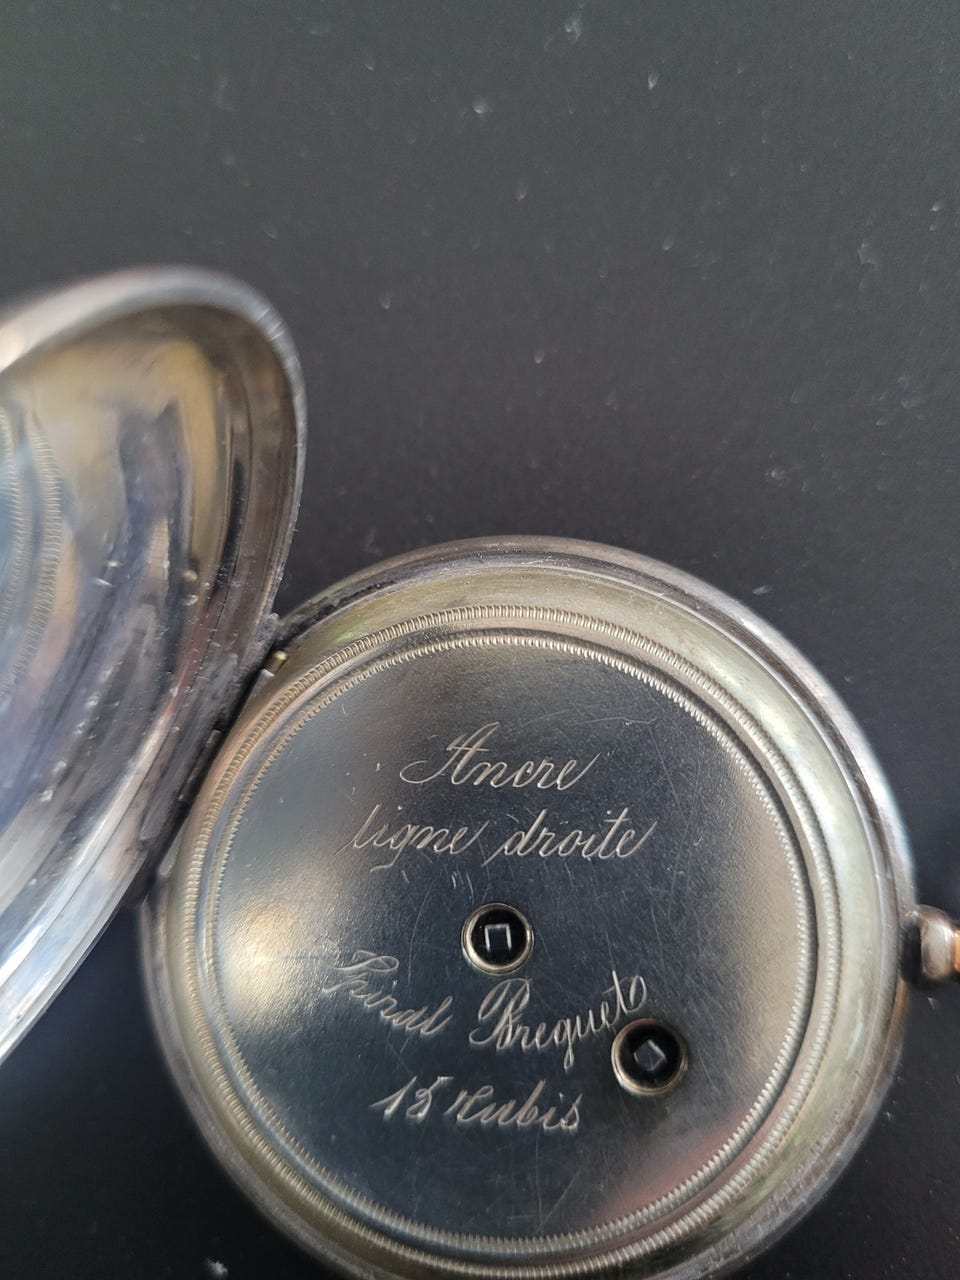 Ancre
ligne droite
Spiral Breguet
15 Rubis